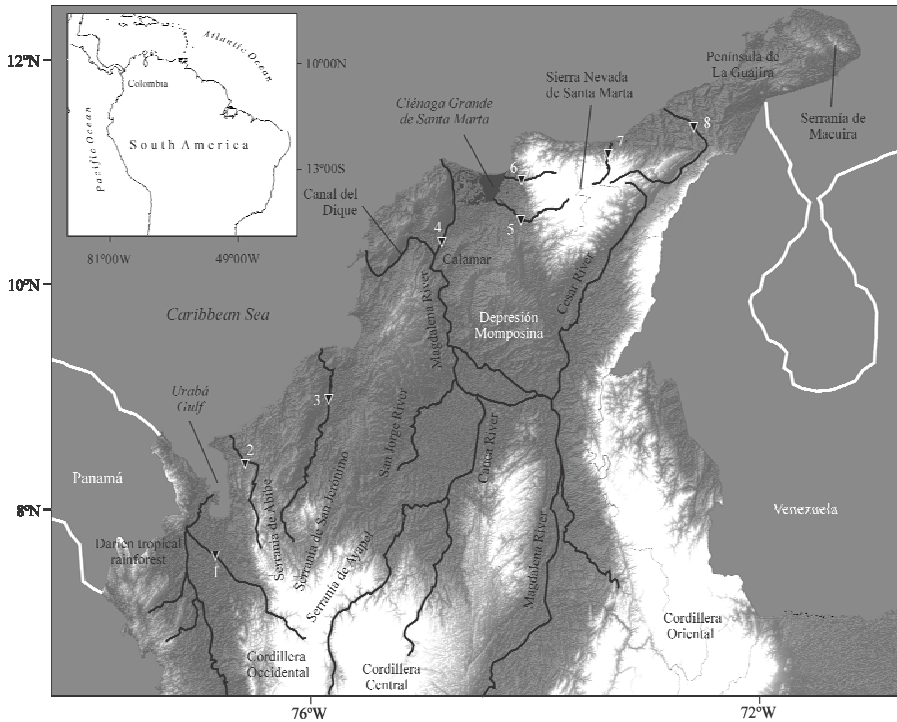 Atlantic Ocean
Colombia
Pacific Ocean
South America
10°00N
13°00S
81°00W
49°00W
12°N
10°N
8°N
76°W
72°W
Península de
La Guajira
Serranía de
Macuira
Sierra Nevada
de Santa Marta
Ciénaga Grande
de Santa Marta
Canal del
Dique
8
7
6
5
4
Calamar
Magdalena River
Cesar River
Depresión
Momposina
Caribbean Sea
Urabá
Gulf
3
2
1
San Jorge River
Cauca River
Panamá
Venezuela
Darién tropical
rainforest
Serranía de Abibe
Serranía de San Jerónimo
Serranía de Ayapel
Magdalena River
Cordillera
Occidental
Cordillera
Central
Cordillera
Oriental